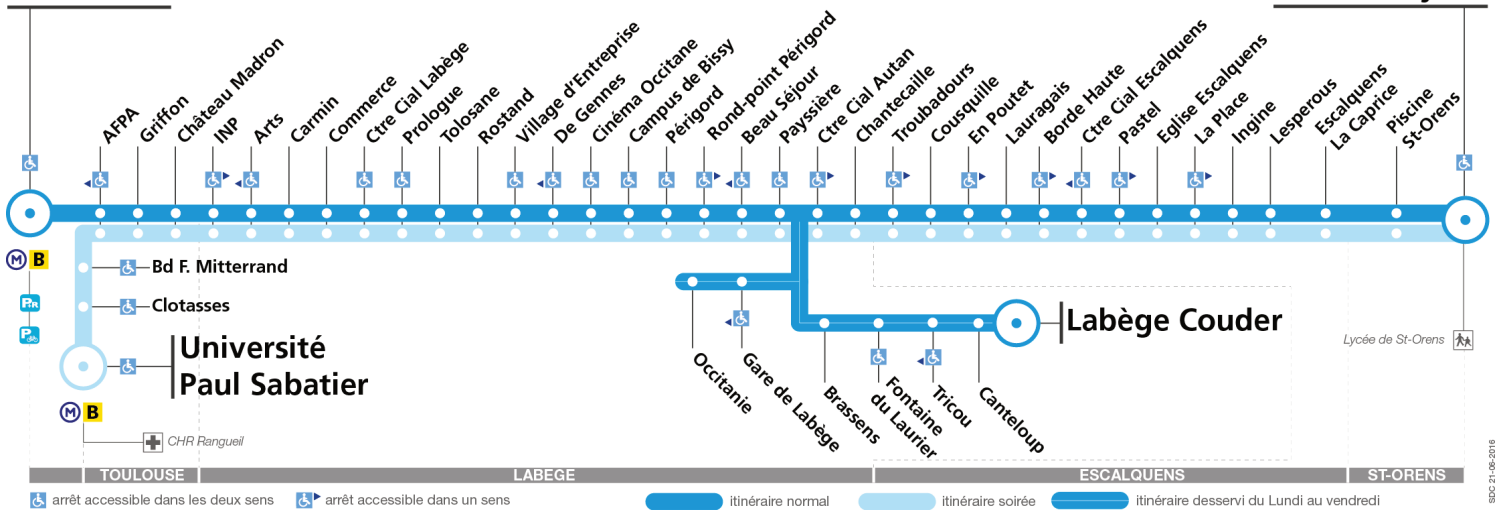 AFPA
Griffon
Château Madron
INP
Arts
Carmin
Commerce
Ctre Cial Labège
Prologue
Tolosane
Rostand
Village d'Entreprise
De Gennes
Cinéma Occitane
Campus de Bissy
Périgord
Rond-point Périgord
Beau Séjour
Payssière
Ctre Cial Autan
Chantecaille
Troubadours
Cousquille
En Poutet
Lauragais
Borde Haute
Ctre Cial Escalquens
Pastel
Eglise Escalquens
La Place
Ingine
Lesperous
Escalquens
La Caprice
Piscine
St-Orens
M B
P+R
P
Bd F. Mitterrand
Clotasses
Université
Paul Sabatier
M B
CHR Rangueil
Occitanie
Gare de Labège
Brassens
Fontaine
du Laurier
Tricou
Canteloup
Labège Couder
Lycée de St-Orens
TOULOUSE
LABEGE
ESCALQUENS
ST-ORENS
arrêt accessible dans les deux sens
arrêt accessible dans un sens
itinéraire normal
itinéraire soirée
itinéraire desservi du Lundi au vendredi
SDC 21-06-2016